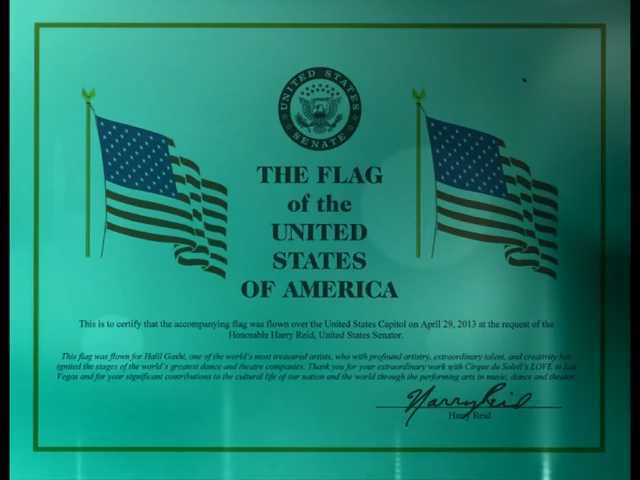 UNITED STATES
SENATE
THE FLAG
of the
UNITED
STATES
OF AMERICA
This is to certify that the accompanying flag was flown over the United States Capitol on April 29, 2013 at the request of the
Honorable Harry Reid, United States Senator.
This flag was flown for Halil Gashi, one of the world's most treasured artists, who with profound artistry, extraordinary talent, and creativity has
ignited the stages of the world's greatest dance and theatre companies. Thank you for your extraordinary work with Cirque du Soleil's LOVE in Las
Vegas and for your significant contributions to the cultural life of our nation and the world through the performing arts in music, dance and theater.
Harry Reid
Harry Reid